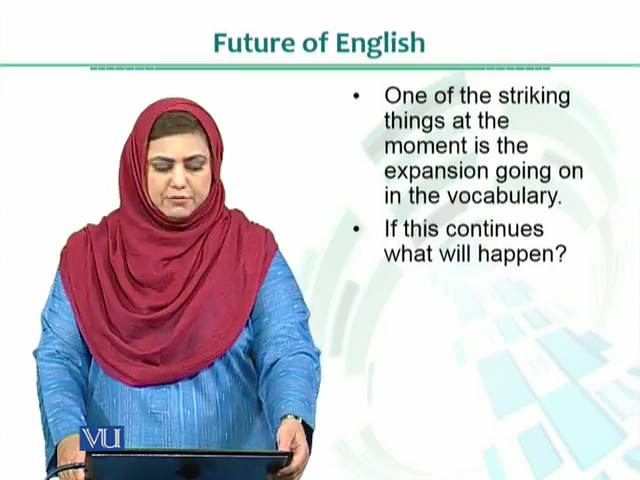 Future of English
• One of the striking
things at the
moment is the
expansion going on
in the vocabulary.
• If this continues
what will happen?
VU